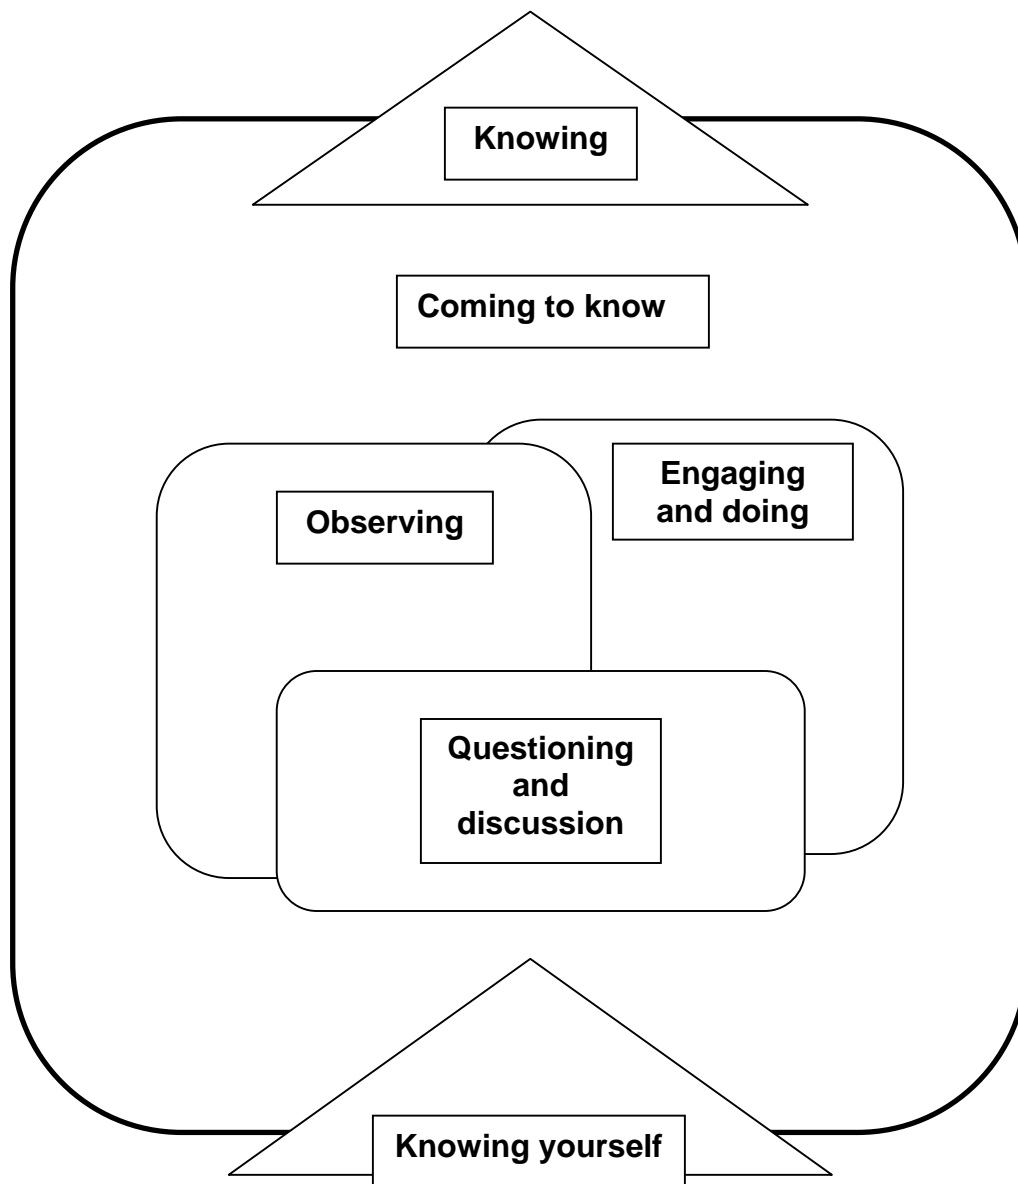 Knowing
Coming to know
Observing
Engaging
and doing
Questioning
and
discussion
Knowing yourself